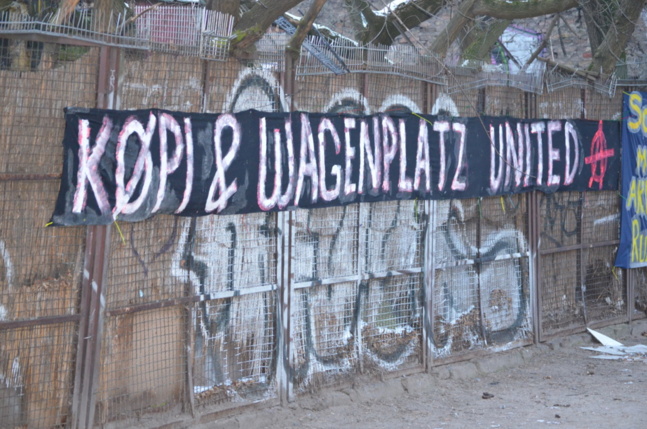 KØPI & WAGENPLATZ UNITED Ⓐ